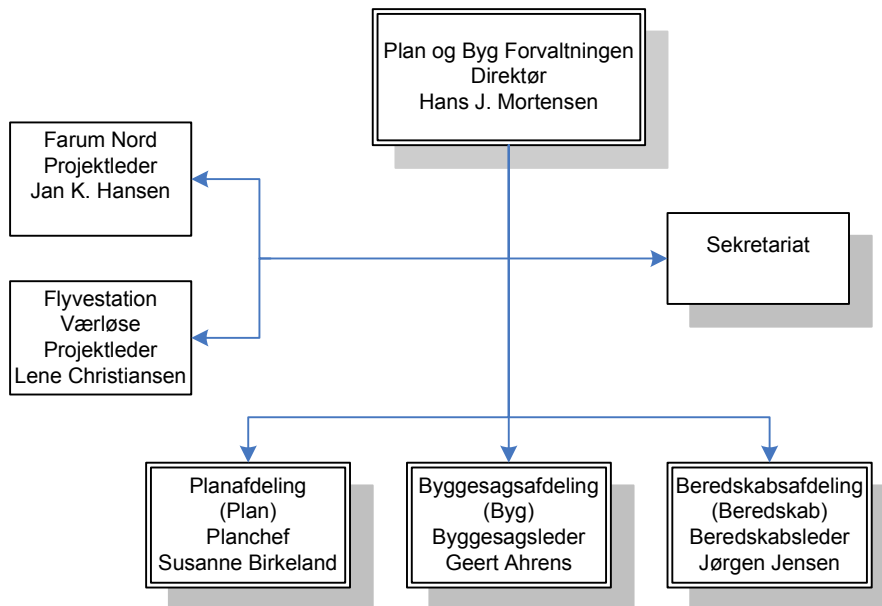 Plan og Byg Forvaltningen
Direktør
Hans J. Mortensen
Farum Nord
Projektleder
Jan K. Hansen
Sekretariat
Flyvestation
Værløse
Projektleder
Lene Christiansen
Planafdeling
(Plan)
Planchef
Susanne Birkeland
Byggesagsafdeling
(Byg)
Byggesagsleder
Geert Ahrens
Beredskabsafdeling
(Beredskab)
Beredskabsleder
Jørgen Jensen